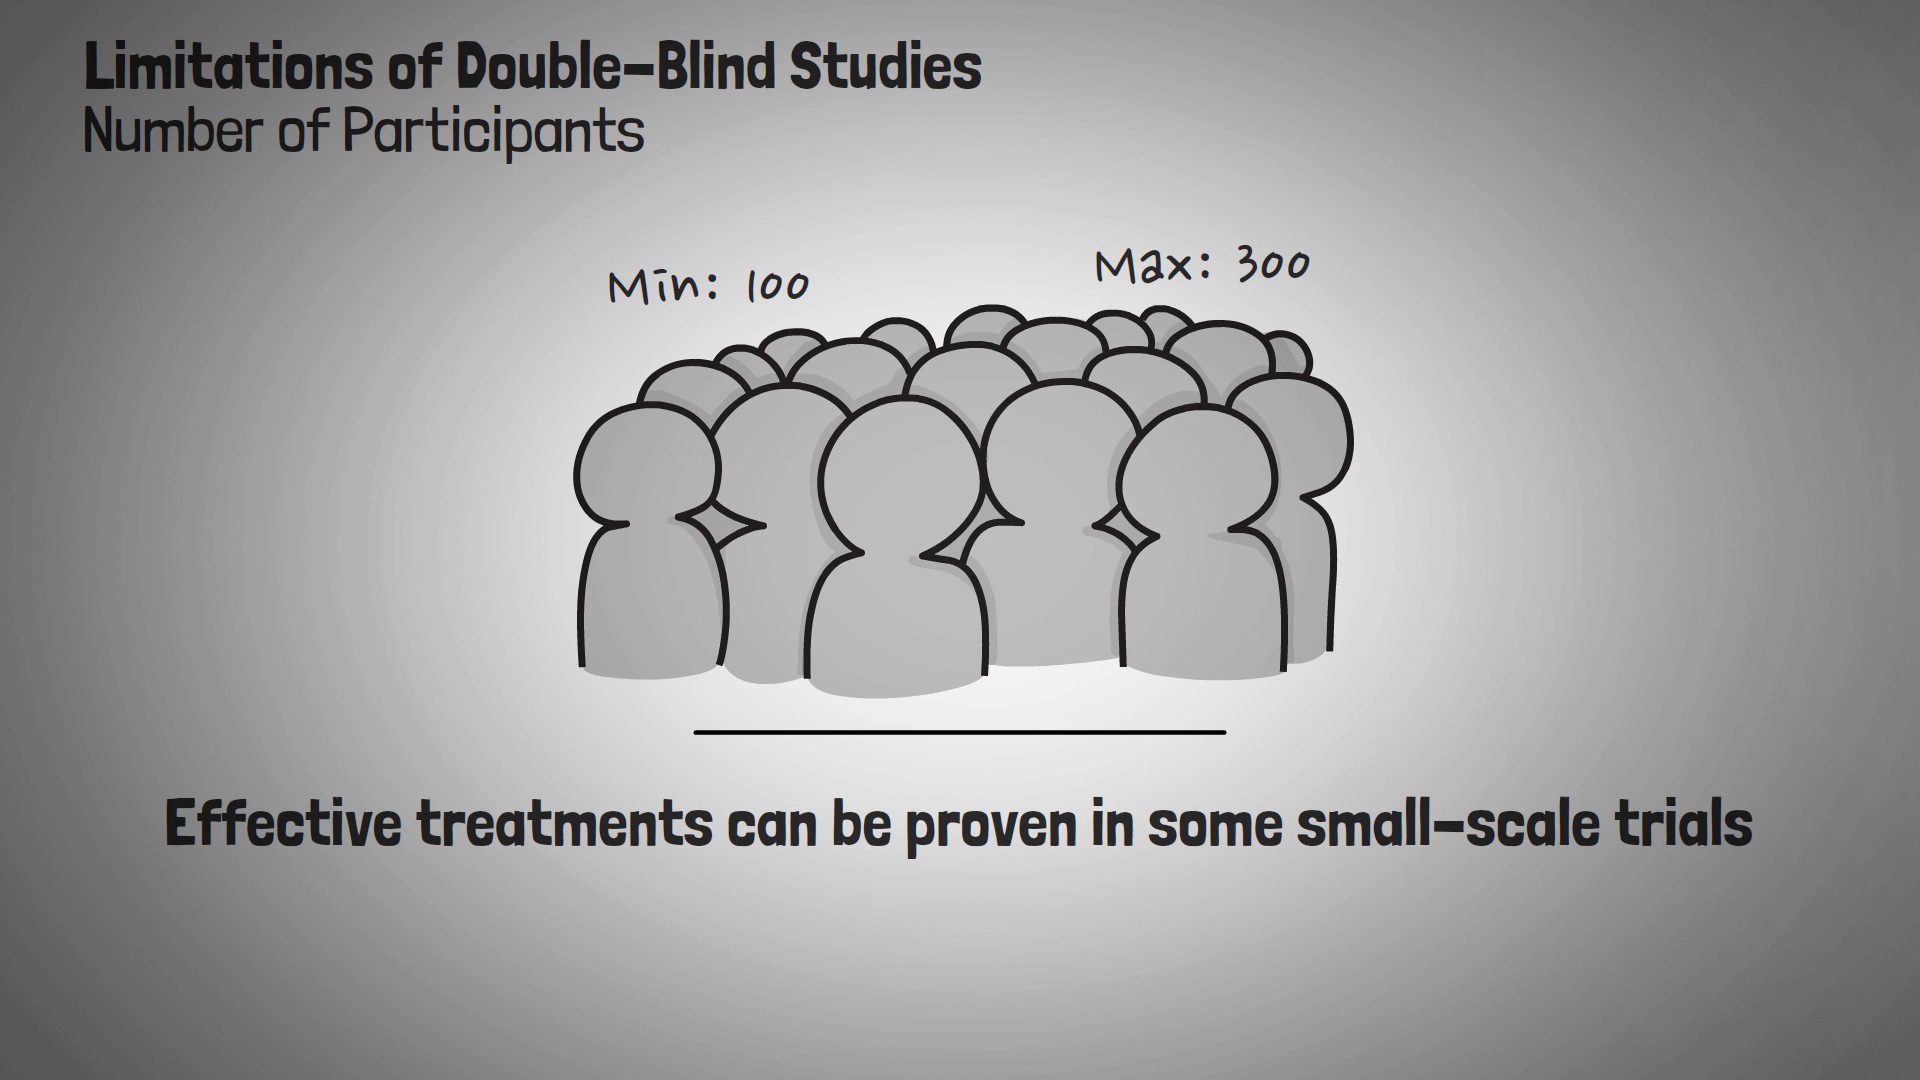 Limitations of Double-Blind Studies
Number of Participants
Min: 100
Max: 300
Effective treatments can be proven in some small-scale trials